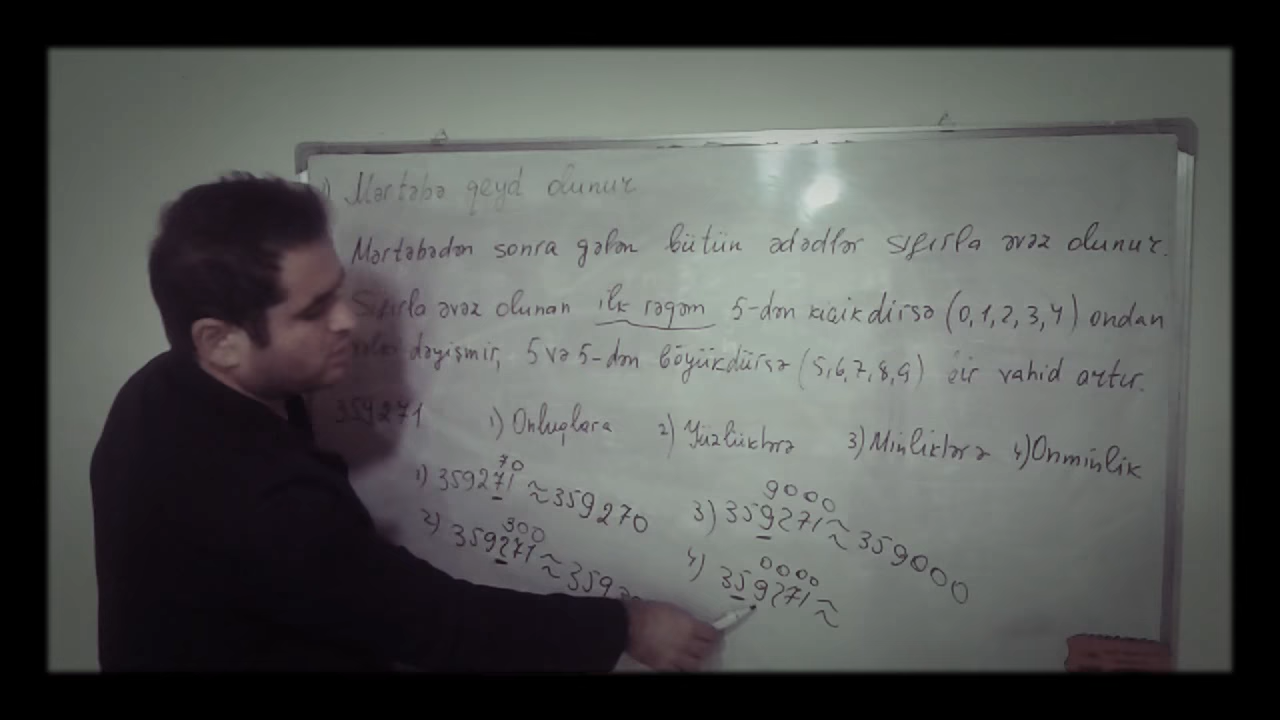 ) Mərtəbə qeyd olunur
Mərtəbədən sonra gələn bütün ədədlər sıfırla əvəz olunur.
Sıfırla əvəz olunan ilk rəqəm 5-dən kiçikdirsə (0,1,2,3,4) ondan
dəyişmir, 5 və 5-dən böyükdürsə (5,6,7,8,9) bir vahid artır.
359271 1) Onluqlara 2) Yüzlüklərə 3) Minliklərə 4) Onminlik
70
1) 359271 ≈ 359270
300
2) 359271 ≈
9000
3) 359271 ≈ 359000
0000
4) 359271 ≈